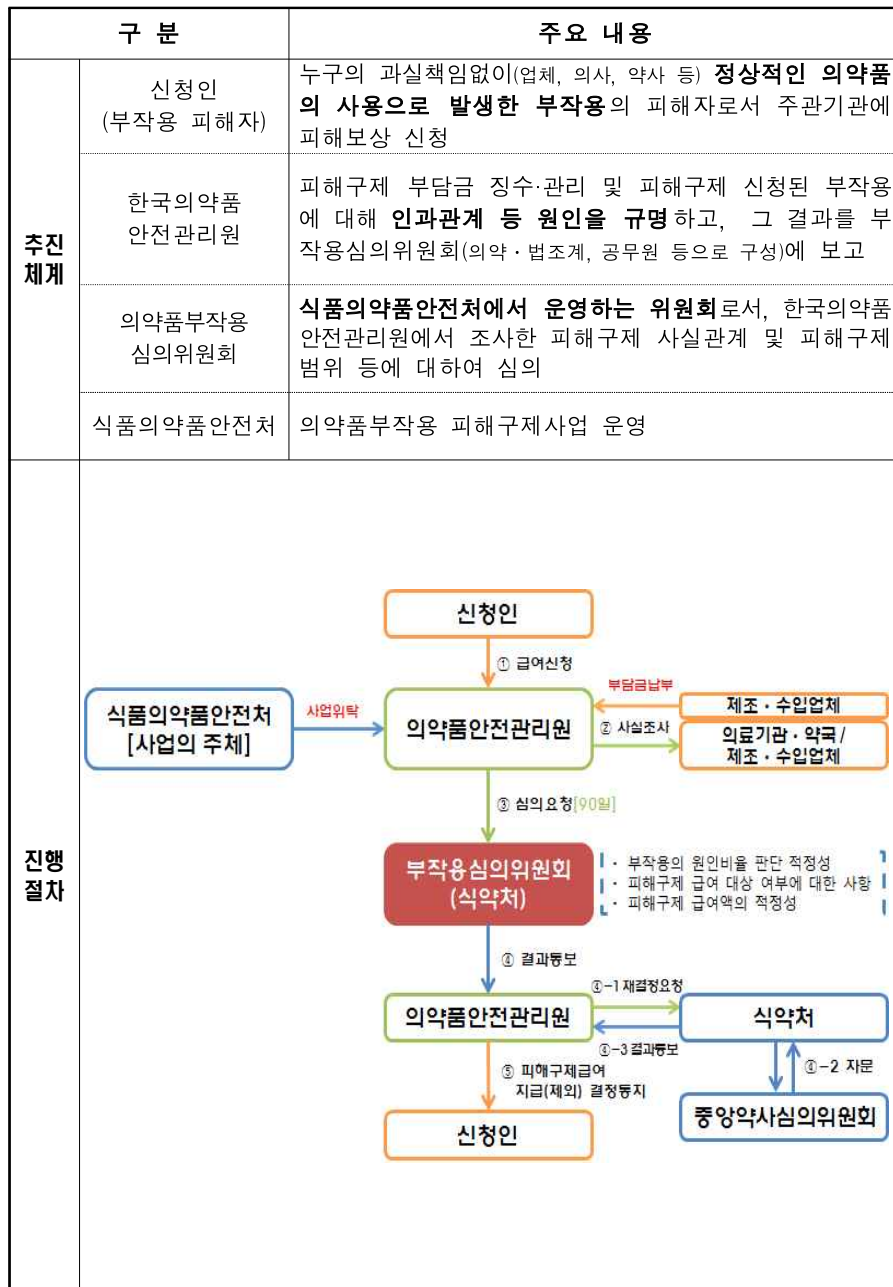 구 분
주요 내용
추진
체계
신청인
(부작용 피해자)
누구의 과실책임없이(업체, 의사, 약사 등) 정상적인 의약품
의 사용으로 발생한 부작용의 피해자로서 주관기관에
피해보상 신청
한국의약품
안전관리원
피해구제 부담금 징수·관리 및 피해구제 신청된 부작용
에 대해 인과관계 등 원인을 규명하고, 그 결과를 부
작용심의위원회(의약·법조계, 공무원 등으로 구성)에 보고
의약품부작용
심의위원회
식품의약품안전처에서 운영하는 위원회로서, 한국의약품
안전관리원에서 조사한 피해구제 사실관계 및 피해구제
범위 등에 대하여 심의
식품의약품안전처
의약품부작용 피해구제사업 운영
진행
절차
신청인
① 급여신청
식품의약품안전처
[사업의 주체]
사업위탁
의약품안전관리원
부담금납부
② 사실조사
제조·수입업체
의료기관·약국/
제조·수입업체
③ 심의요청[90일]
부작용심의위원회
(식약처)
· 부작용의 원인비율 판단 적정성
· 피해구제 급여 대상 여부에 대한 사항
· 피해구제 급여액의 적정성
④ 결과통보
④-1 재결정요청
의약품안전관리원
식약처
④-3 결과통보
④-2 자문
⑤ 피해구제급여
지급(제외) 결정통지
신청인
중앙약사심의위원회